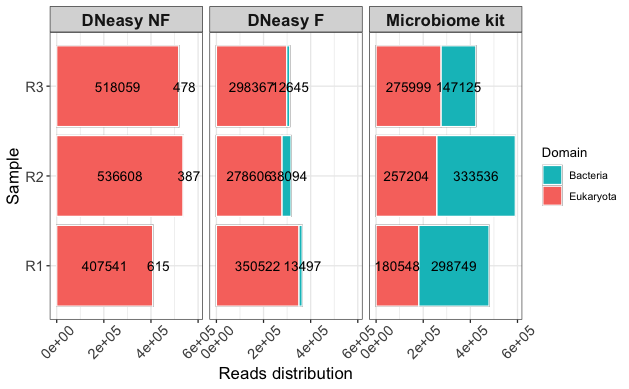 DNeasy NF DNeasy F Microbiome kit
R3 518059 478 298367 12645 275999 147125
R2 536608 387 278606 38094 257204 333536
R1 407541 615 350522 13497 180548 298749
Sample
0e+00 2e+05 4e+05 6e+05 0e+00 2e+05 4e+05 6e+05 0e+00 2e+05 4e+05 6e+05
Reads distribution
Domain
Bacteria
Eukaryota